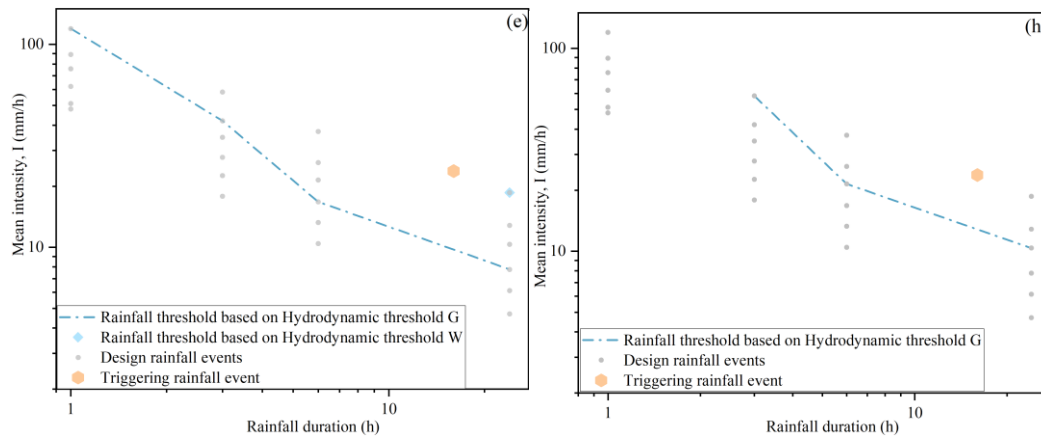 (e)
100
10
1
10
Mean intensity, I (mm/h)
Rainfall duration (h)
Rainfall threshold based on Hydrodynamic threshold G
Rainfall threshold based on Hydrodynamic threshold W
Design rainfall events
Triggering rainfall event
(h
100
10
1
10
Mean intensity, I (mm/h)
Rainfall duration (h)
Rainfall threshold based on Hydrodynamic threshold G
Design rainfall events
Triggering rainfall event